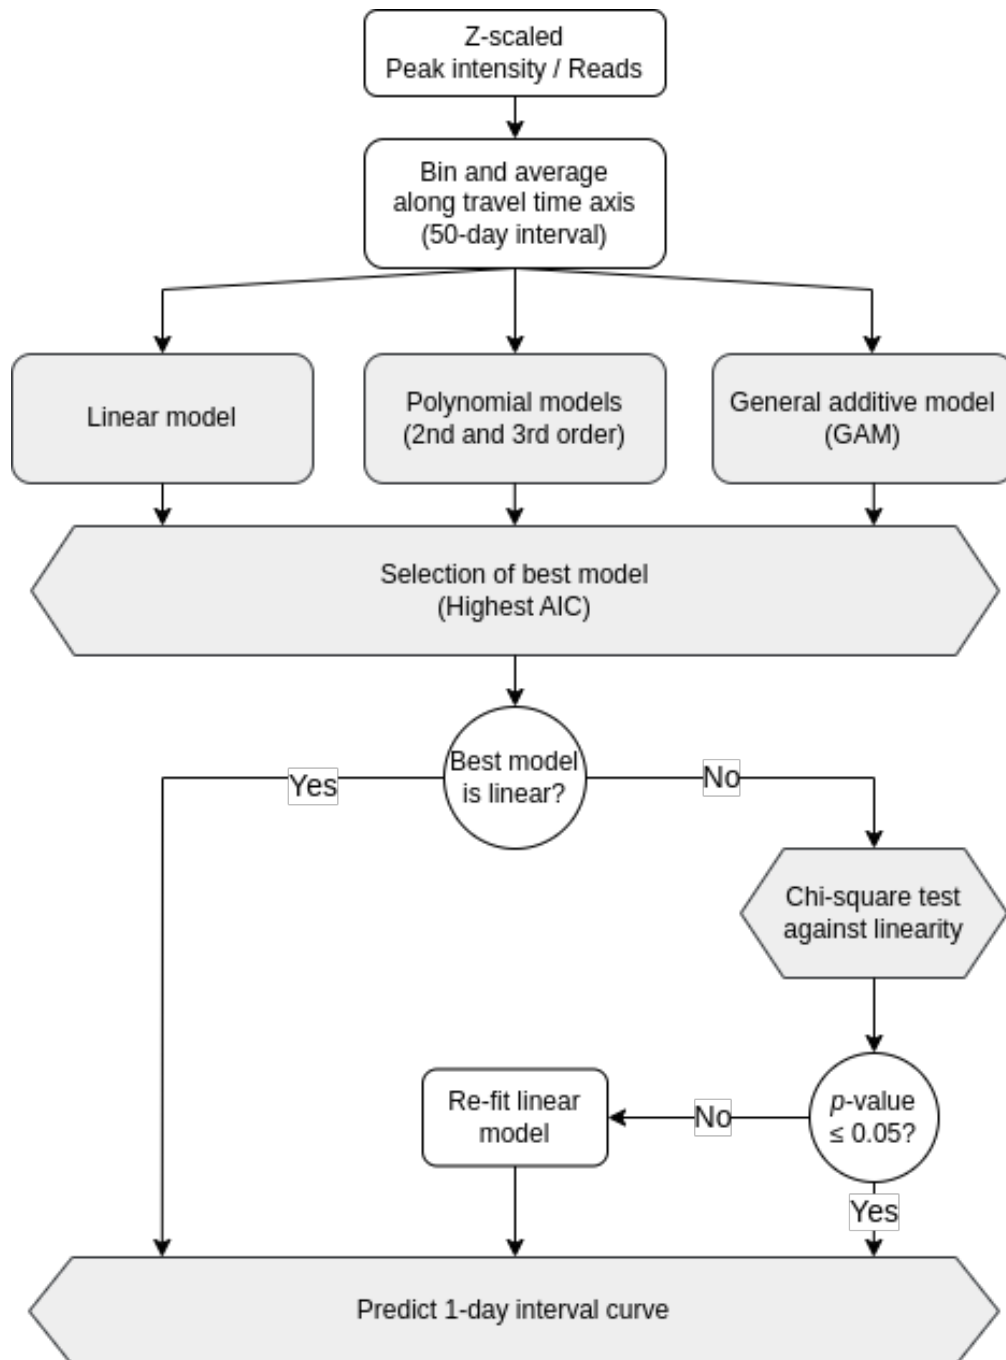 Z-scaled
Peak intensity / Reads
Bin and average
along travel time axis
(50-day interval)
Linear model
Polynomial models
(2nd and 3rd order)
General additive model
(GAM)
Selection of best model
(Highest AIC)
Best model
is linear?
Yes
No
Chi-square test
against linearity
Re-fit linear
model
No
p-value
≤ 0.05?
Yes
Predict 1-day interval curve